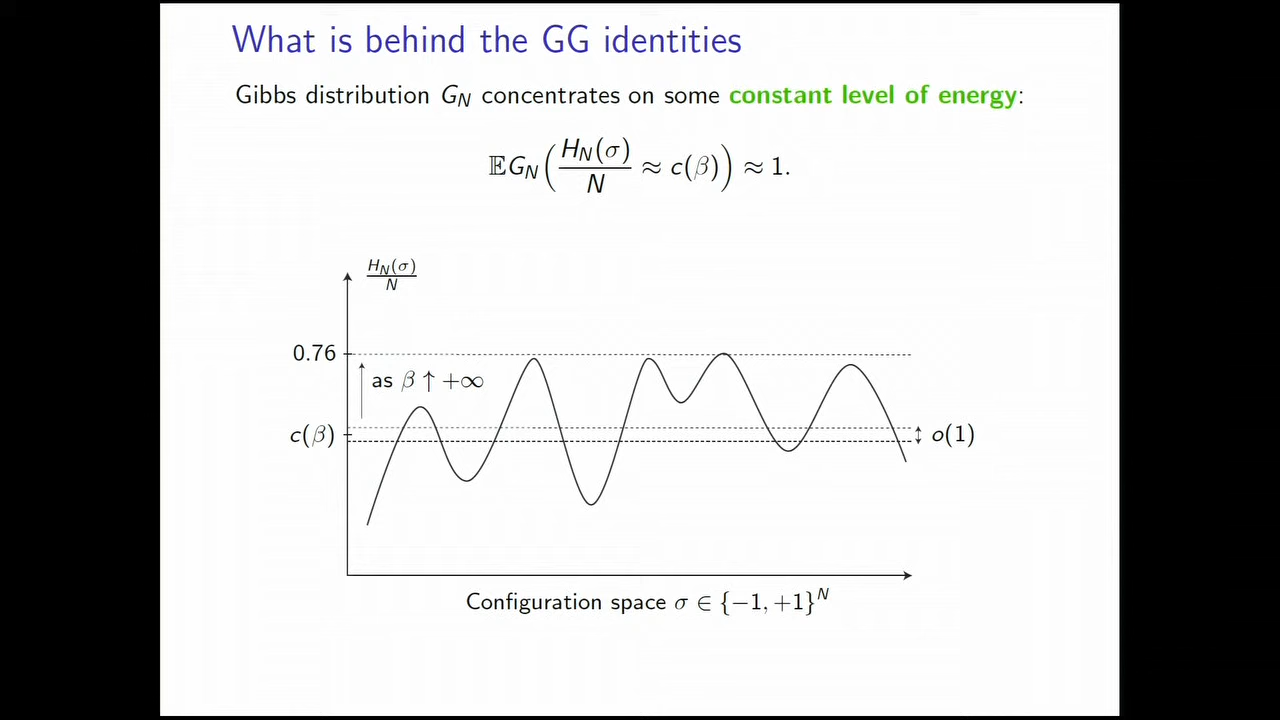 What is behind the GG identities
Gibbs distribution G_N concentrates on some constant level of energy:
𝔼G_N(H_N(σ)/N ≈ c(β)) ≈ 1.
H_N(σ)/N
0.76
as β ↑ +∞
c(β)
o(1)
Configuration space σ ∈ {−1, +1}^N